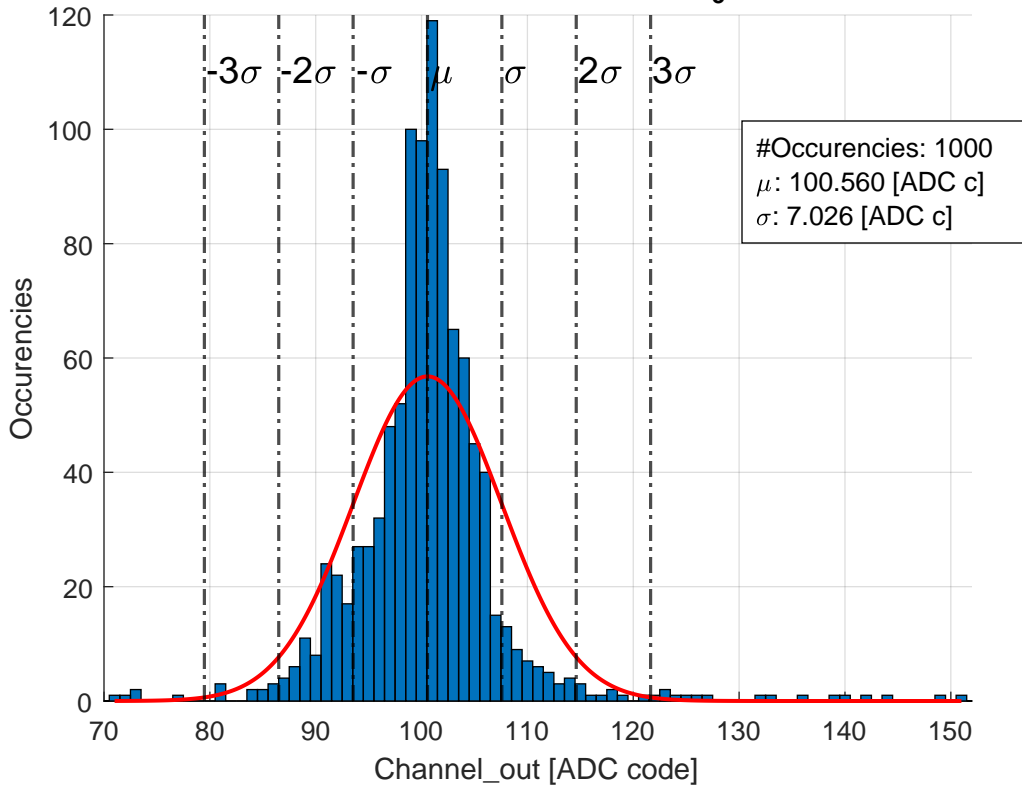 120
100
80
60
40
20
0
-3σ -2σ -σ μ σ 2σ 3σ
#Occurencies: 1000
μ: 100.560 [ADC c]
σ: 7.026 [ADC c]
Occurencies
70 80 90 100 110 120 130 140 150
Channel_out [ADC code]